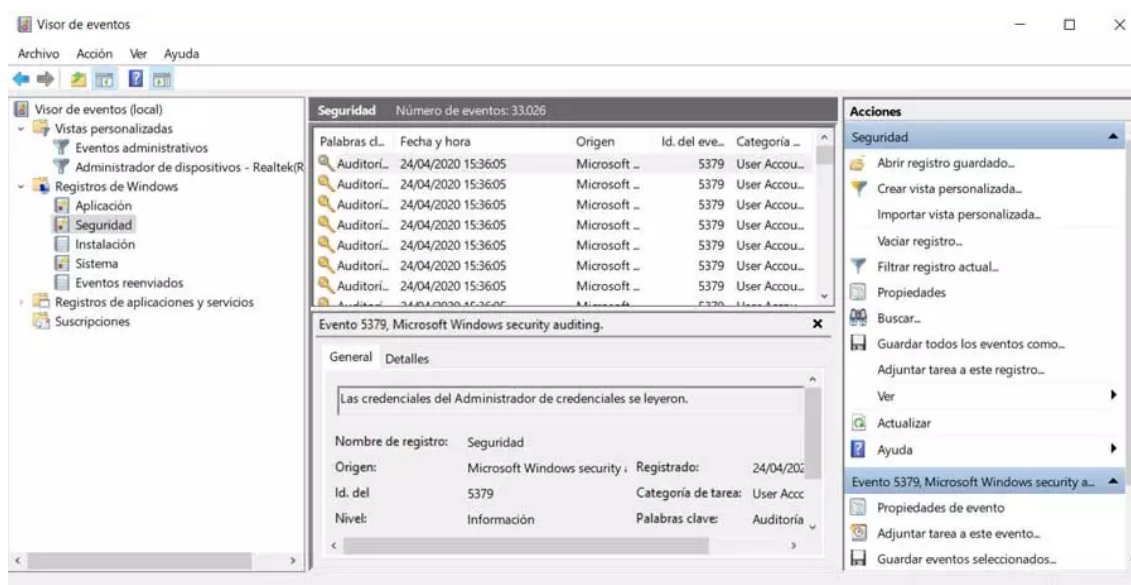 Visor de eventos
Archivo Acción Ver Ayuda
Visor de eventos (local)
Vistas personalizadas
Eventos administrativos
Administrador de dispositivos - Realtek(R
Registros de Windows
Aplicación
Seguridad
Instalación
Sistema
Eventos reenviados
Registros de aplicaciones y servicios
Suscripciones
Seguridad Número de eventos: 33.026
Palabras cl... Fecha y hora Origen Id. del eve... Categoría ...
Auditorí... 24/04/2020 15:36:05 Microsoft ... 5379 User Accou...
Auditorí... 24/04/2020 15:36:05 Microsoft ... 5379 User Accou...
Auditorí... 24/04/2020 15:36:05 Microsoft ... 5379 User Accou...
Auditorí... 24/04/2020 15:36:05 Microsoft ... 5379 User Accou...
Auditorí... 24/04/2020 15:36:05 Microsoft ... 5379 User Accou...
Auditorí... 24/04/2020 15:36:05 Microsoft ... 5379 User Accou...
Auditorí... 24/04/2020 15:36:05 Microsoft ... 5379 User Accou...
Evento 5379, Microsoft Windows security auditing.
General Detalles
Las credenciales del Administrador de credenciales se leyeron.
Nombre de registro: Seguridad
Origen: Microsoft Windows security Registrado: 24/04/202
Id. del 5379 Categoría de tarea: User Acco
Nivel: Información Palabras clave: Auditoría
Acciones
Seguridad
Abrir registro guardado...
Crear vista personalizada...
Importar vista personalizada...
Vaciar registro...
Filtrar registro actual...
Propiedades
Buscar...
Guardar todos los eventos como...
Adjuntar tarea a este registro...
Ver
Actualizar
Ayuda
Evento 5379, Microsoft Windows security a...
Propiedades de evento
Adjuntar tarea a este evento...
Guardar eventos seleccionados...